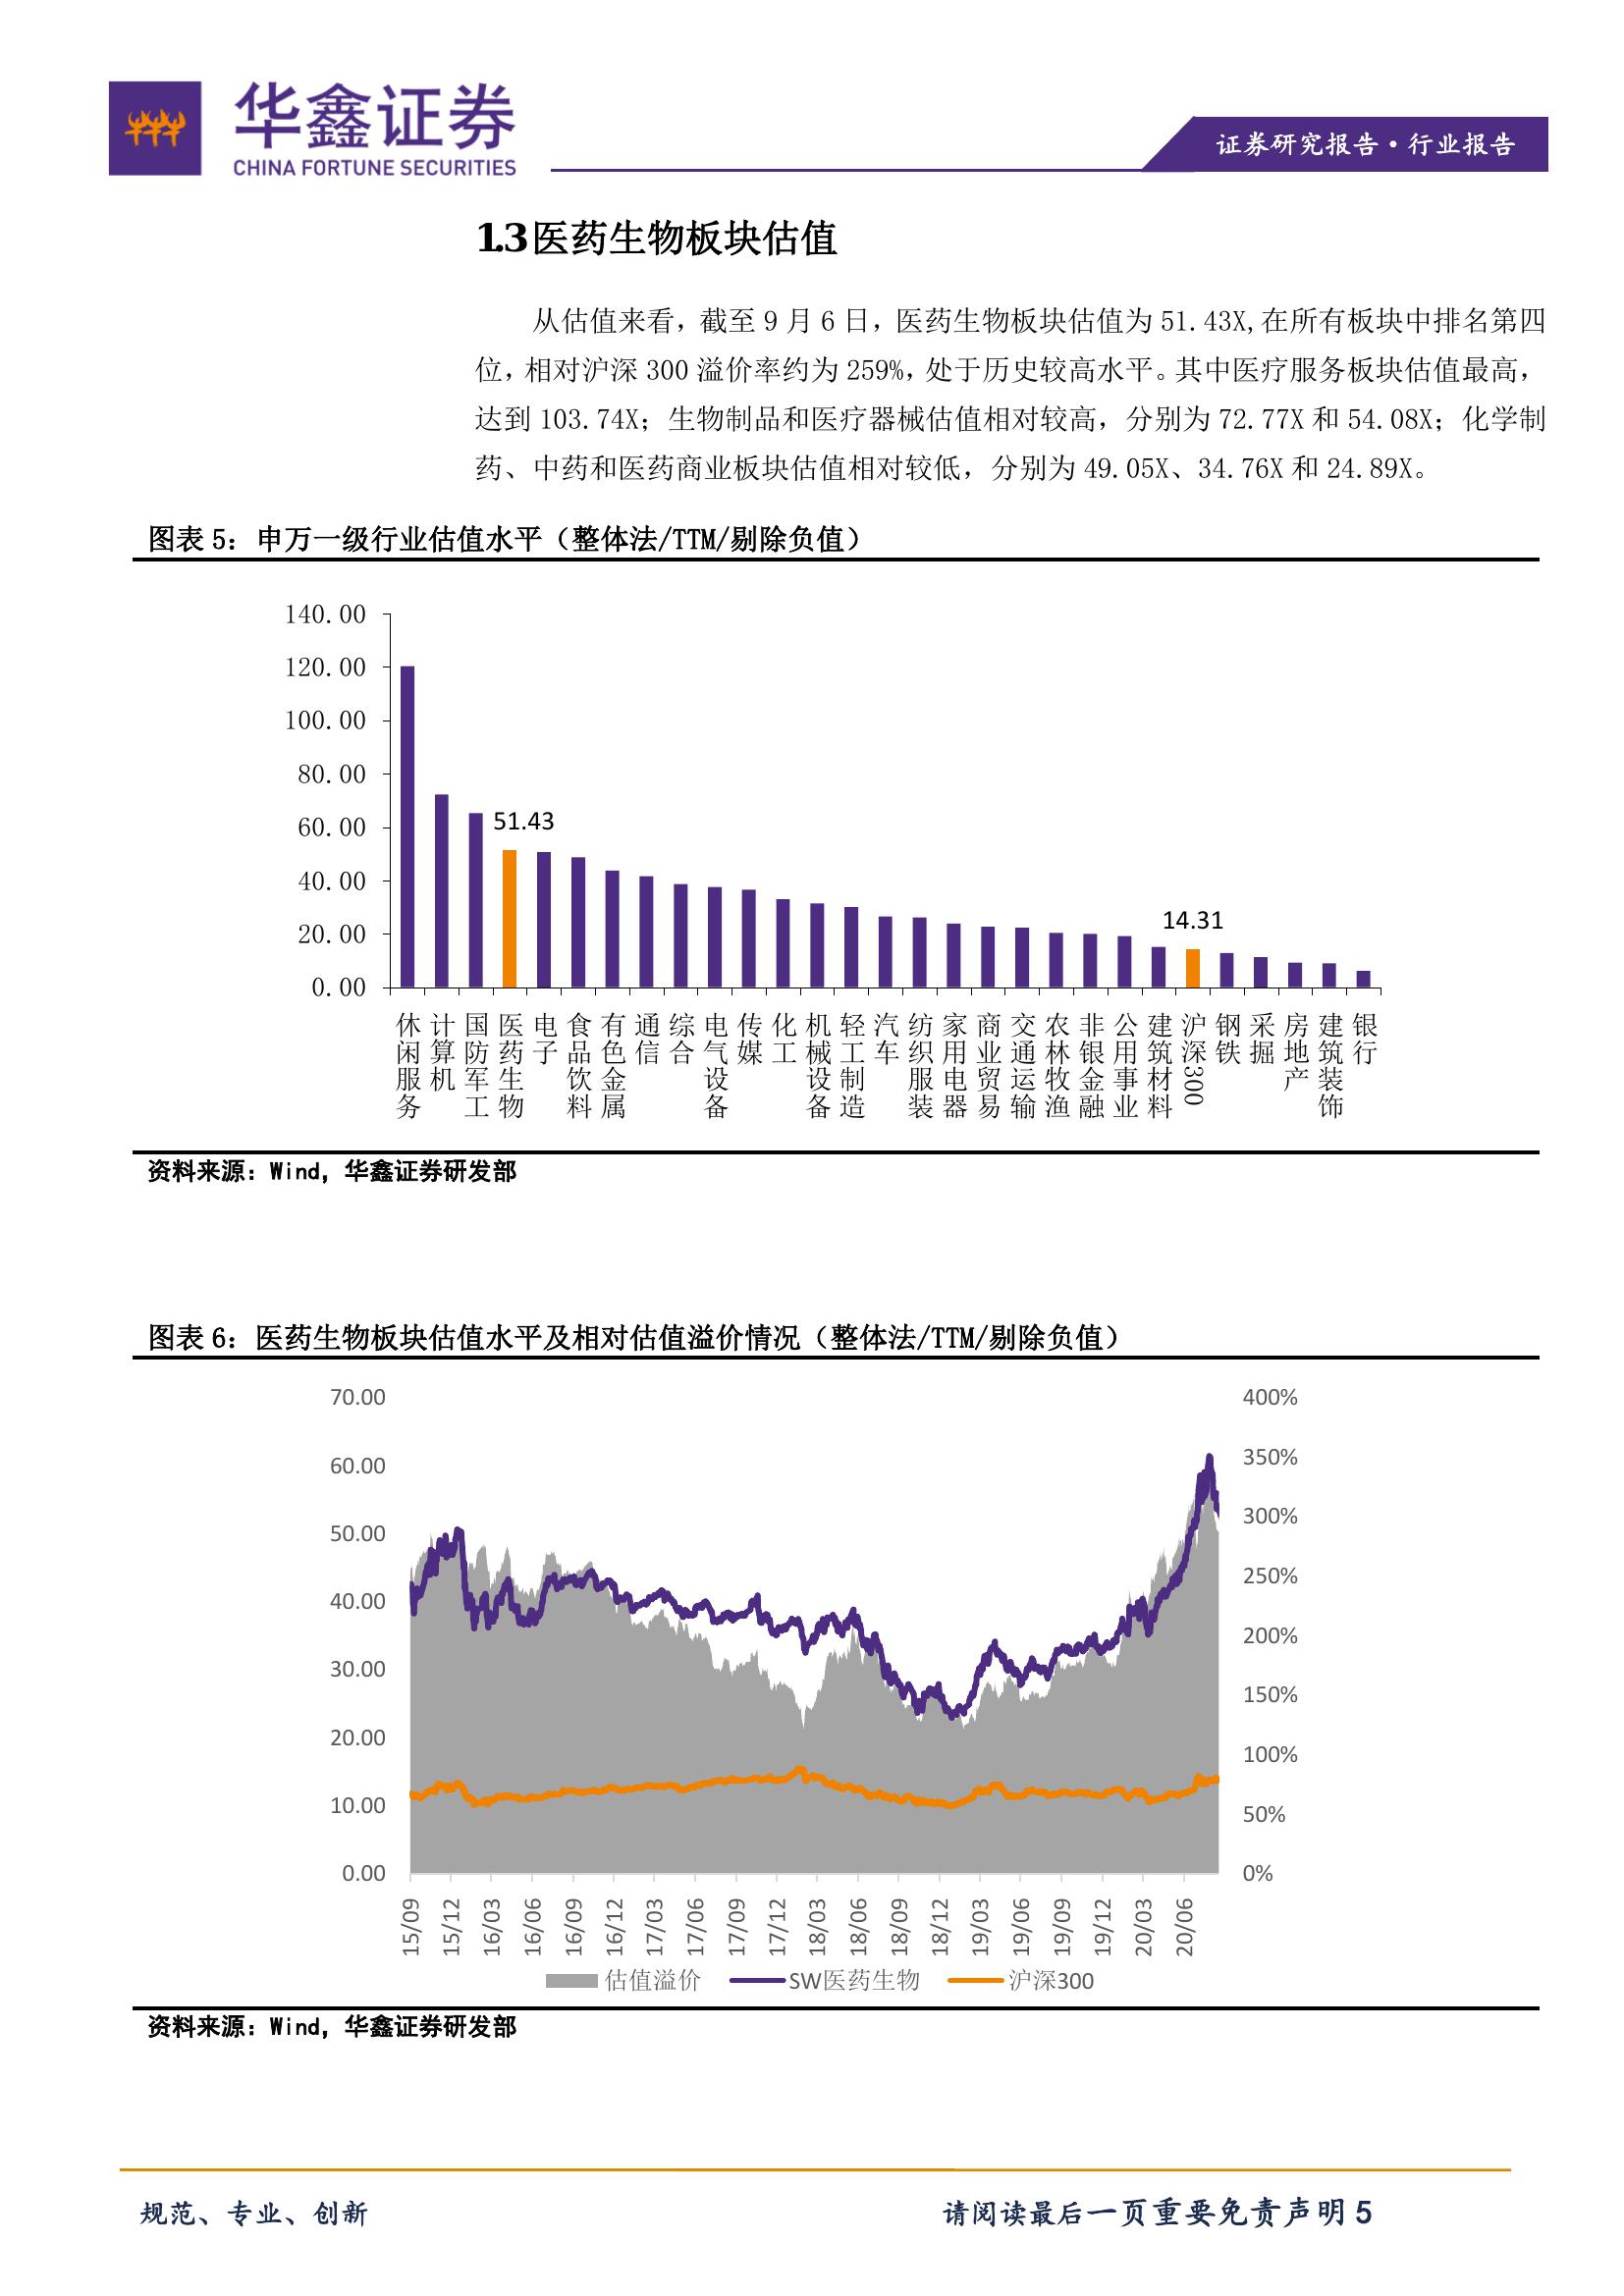 华鑫证券
CHINA FORTUNE SECURITIES
证券研究报告·行业报告
1.3 医药生物板块估值
从估值来看，截至 9 月 6 日，医药生物板块估值为 51.43X,在所有板块中排名第四
位，相对沪深 300 溢价率约为 259%，处于历史较高水平。其中医疗服务板块估值最高，
达到 103.74X；生物制品和医疗器械估值相对较高，分别为 72.77X 和 54.08X；化学制
药、中药和医药商业板块估值相对较低，分别为 49.05X、34.76X 和 24.89X。
图表 5：申万一级行业估值水平（整体法/TTM/剔除负值）
140.00
120.00
100.00
80.00
60.00
40.00
20.00
0.00
51.43
14.31
休闲服务
计算机
国防军工
医药生物
电子
食品饮料
有色金属
通信
综合
电气设备
传媒
化工
机械设备
轻工制造
汽车
纺织服装
家用电器
商业贸易
交通运输
农林牧渔
非银金融
公用事业
建筑材料
沪深300
钢铁
采掘
房地产
建筑装饰
银行
资料来源：Wind，华鑫证券研发部
图表 6：医药生物板块估值水平及相对估值溢价情况（整体法/TTM/剔除负值）
70.00
60.00
50.00
40.00
30.00
20.00
10.00
0.00
400%
350%
300%
250%
200%
150%
100%
50%
0%
15/09
15/12
16/03
16/06
16/09
16/12
17/03
17/06
17/09
17/12
18/03
18/06
18/09
18/12
19/03
19/06
19/09
19/12
20/03
20/06
估值溢价
SW医药生物
沪深300
资料来源：Wind，华鑫证券研发部
规范、专业、创新
请阅读最后一页重要免责声明 5